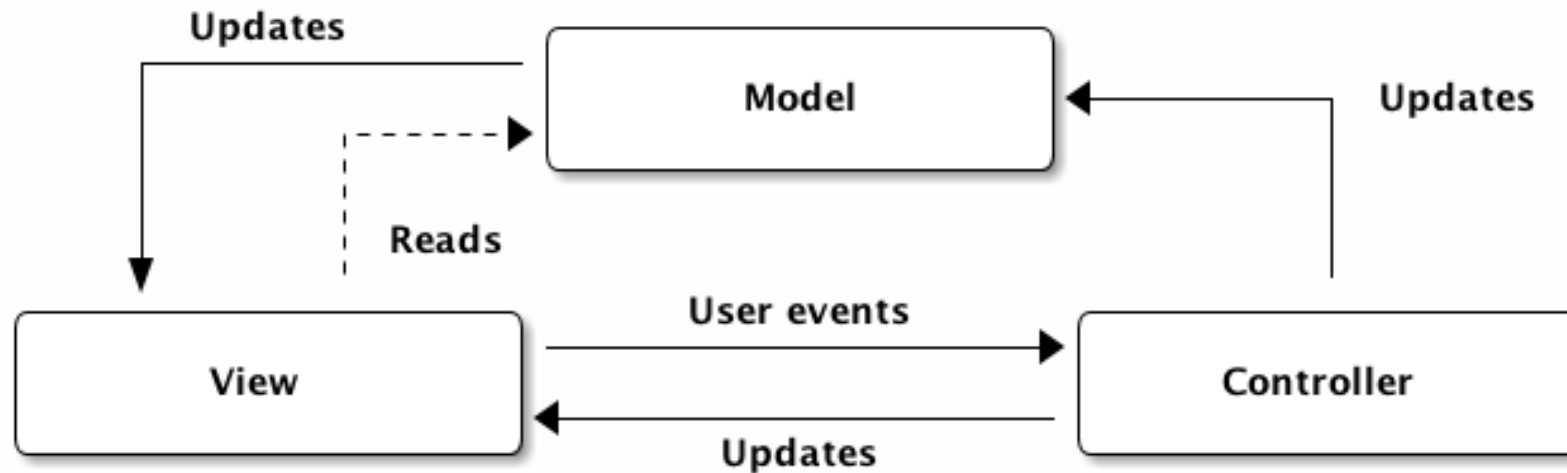 Updates
Model
Updates
Reads
User events
View
Controller
Updates